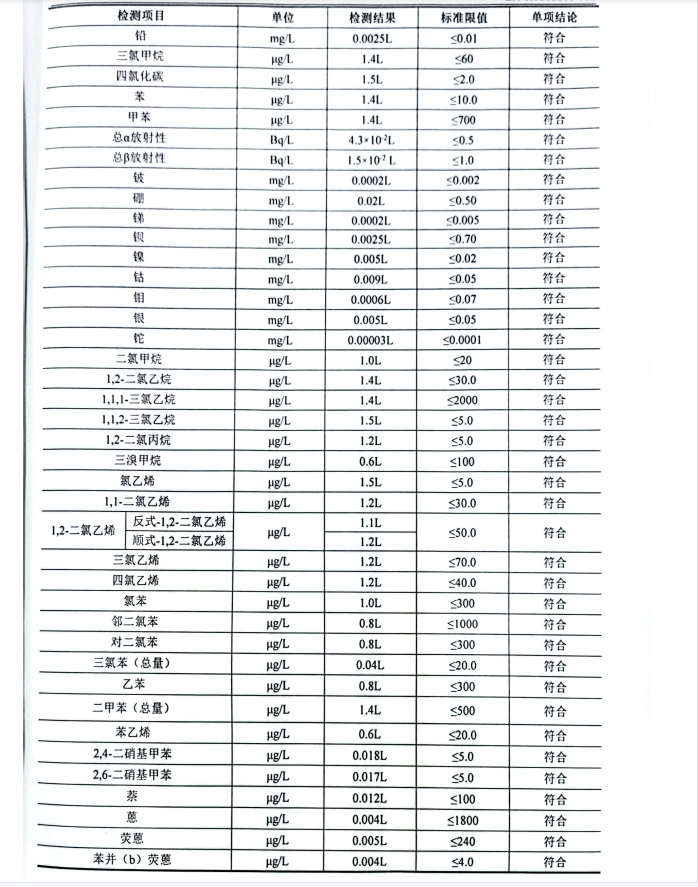 检测项目 单位 检测结果 标准限值 单项结论
铅 mg/L 0.0025L ≤0.01 符合
三氯甲烷 μg/L 1.4L ≤60 符合
四氯化碳 μg/L 1.5L ≤2.0 符合
苯 μg/L 1.4L ≤10.0 符合
甲苯 μg/L 1.4L ≤700 符合
总α放射性 Bq/L 4.3×10⁻²L ≤0.5 符合
总β放射性 Bq/L 1.5×10⁻² L ≤1.0 符合
铍 mg/L 0.0002L ≤0.002 符合
硼 mg/L 0.02L ≤0.50 符合
锑 mg/L 0.0002L ≤0.005 符合
钡 mg/L 0.0025L ≤0.70 符合
镍 mg/L 0.005L ≤0.02 符合
钴 mg/L 0.009L ≤0.05 符合
钼 mg/L 0.0006L ≤0.07 符合
银 mg/L 0.005L ≤0.05 符合
铊 mg/L 0.00003L ≤0.0001 符合
二氯甲烷 μg/L 1.0L ≤20 符合
1,2-二氯乙烷 μg/L 1.4L ≤30.0 符合
1,1,1-三氯乙烷 μg/L 1.4L ≤2000 符合
1,1,2-三氯乙烷 μg/L 1.5L ≤5.0 符合
1,2-二氯丙烷 μg/L 1.2L ≤5.0 符合
三溴甲烷 μg/L 0.6L ≤100 符合
氯乙烯 μg/L 1.5L ≤5.0 符合
1,1-二氯乙烯 μg/L 1.2L ≤30.0 符合
反式-1,2-二氯乙烯 1.1L
1,2-二氯乙烯 μg/L ≤50.0 符合
顺式-1,2-二氯乙烯 1.2L
三氯乙烯 μg/L 1.2L ≤70.0 符合
四氯乙烯 μg/L 1.2L ≤40.0 符合
氯苯 μg/L 1.0L ≤300 符合
邻二氯苯 μg/L 0.8L ≤1000 符合
对二氯苯 μg/L 0.8L ≤300 符合
三氯苯（总量） μg/L 0.04L ≤20.0 符合
乙苯 μg/L 0.8L ≤300 符合
二甲苯（总量） μg/L 1.4L ≤500 符合
苯乙烯 μg/L 0.6L ≤20.0 符合
2,4-二硝基甲苯 μg/L 0.018L ≤5.0 符合
2,6-二硝基甲苯 μg/L 0.017L ≤5.0 符合
萘 μg/L 0.012L ≤100 符合
蒽 μg/L 0.004L ≤1800 符合
荧蒽 μg/L 0.005L ≤240 符合
苯并（b）荧蒽 μg/L 0.004L ≤4.0 符合